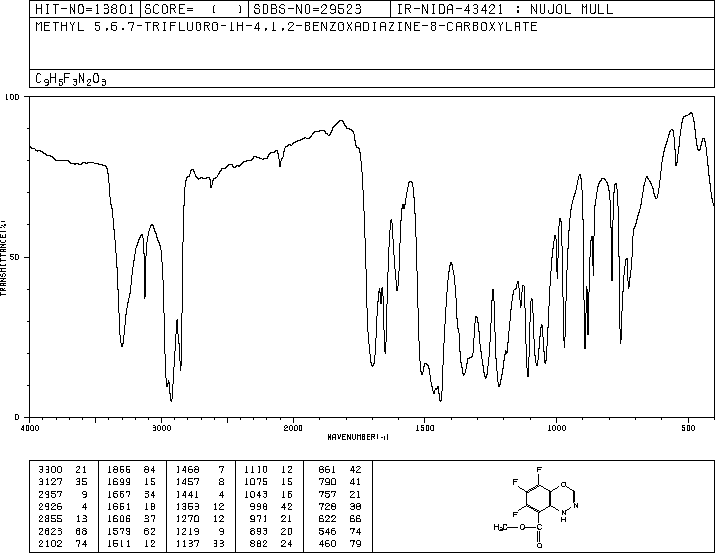 HIT-NO=13801 SCORE= ( ) SDBS-NO=29523 IR-NIDA-43421 : NUJOL MULL
METHYL 5,6,7-TRIFLUORO-1H-4,1,2-BENZOXADIAZINE-8-CARBOXYLATE
C9H5F3N2O3
100
50
0
TRANSMITTANCE(%)
4000 3000 2000 1500 1000 500
WAVENUMBER(-1)
3300 21 1866 84 1468 7 1110 12 861 42
3127 35 1699 15 1457 8 1075 15 790 41
2957 9 1667 34 1441 4 1043 16 757 21
2926 4 1651 18 1353 12 998 42 728 38
2855 13 1606 37 1270 12 971 21 622 66
2623 68 1579 62 1219 9 893 20 546 74
2102 74 1511 12 1137 33 882 24 460 79
F
F O
F N
NH
H3C O C
O